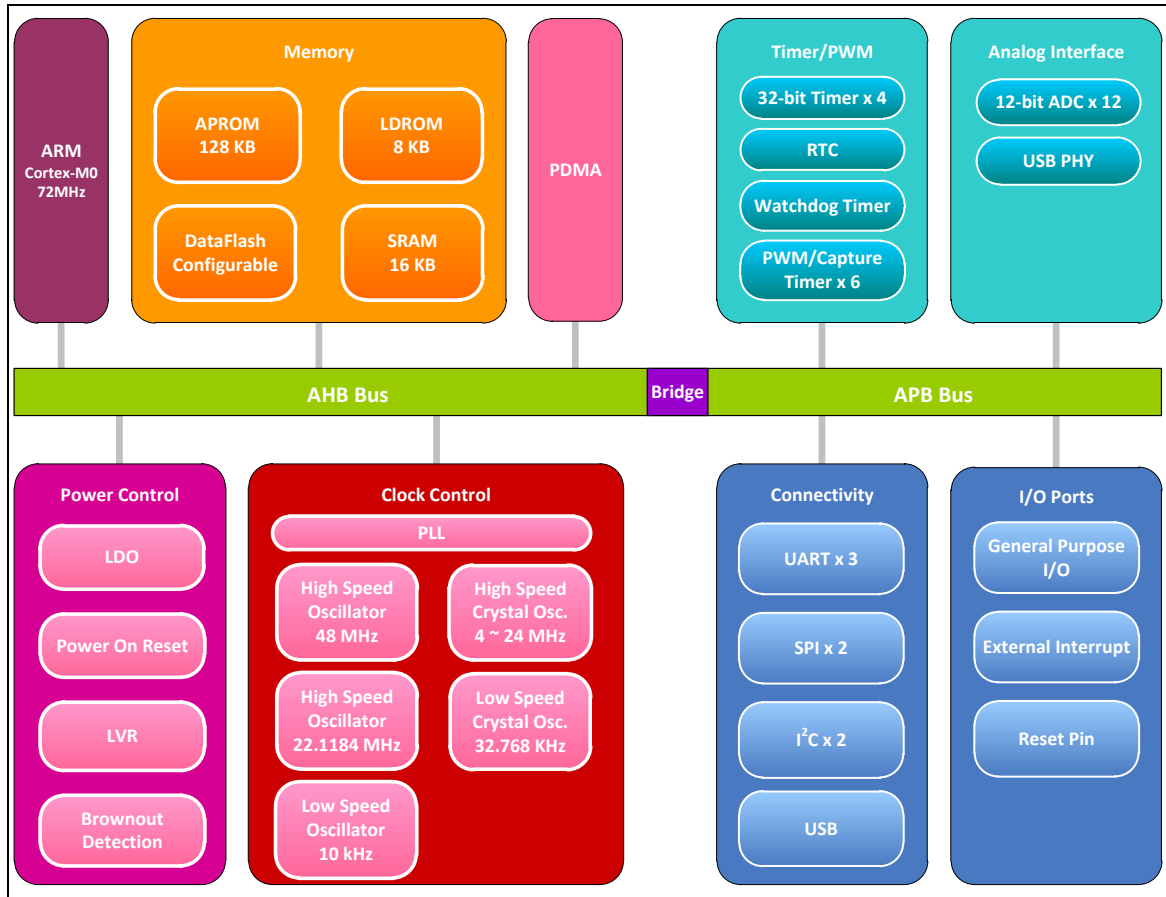 ARM
Cortex-M0
72MHz
Memory
APROM
128 KB
LDROM
8 KB
DataFlash
Configurable
SRAM
16 KB
PDMA
Timer/PWM
32-bit Timer x 4
RTC
Watchdog Timer
PWM/Capture
Timer x 6
Analog Interface
12-bit ADC x 12
USB PHY
AHB Bus
Bridge
APB Bus
Power Control
LDO
Power On Reset
LVR
Brownout
Detection
Clock Control
PLL
High Speed
Oscillator
48 MHz
High Speed
Crystal Osc.
4 ~ 24 MHz
High Speed
Oscillator
22.1184 MHz
Low Speed
Crystal Osc.
32.768 KHz
Low Speed
Oscillator
10 kHz
Connectivity
UART x 3
SPI x 2
I²C x 2
USB
I/O Ports
General Purpose
I/O
External Interrupt
Reset Pin